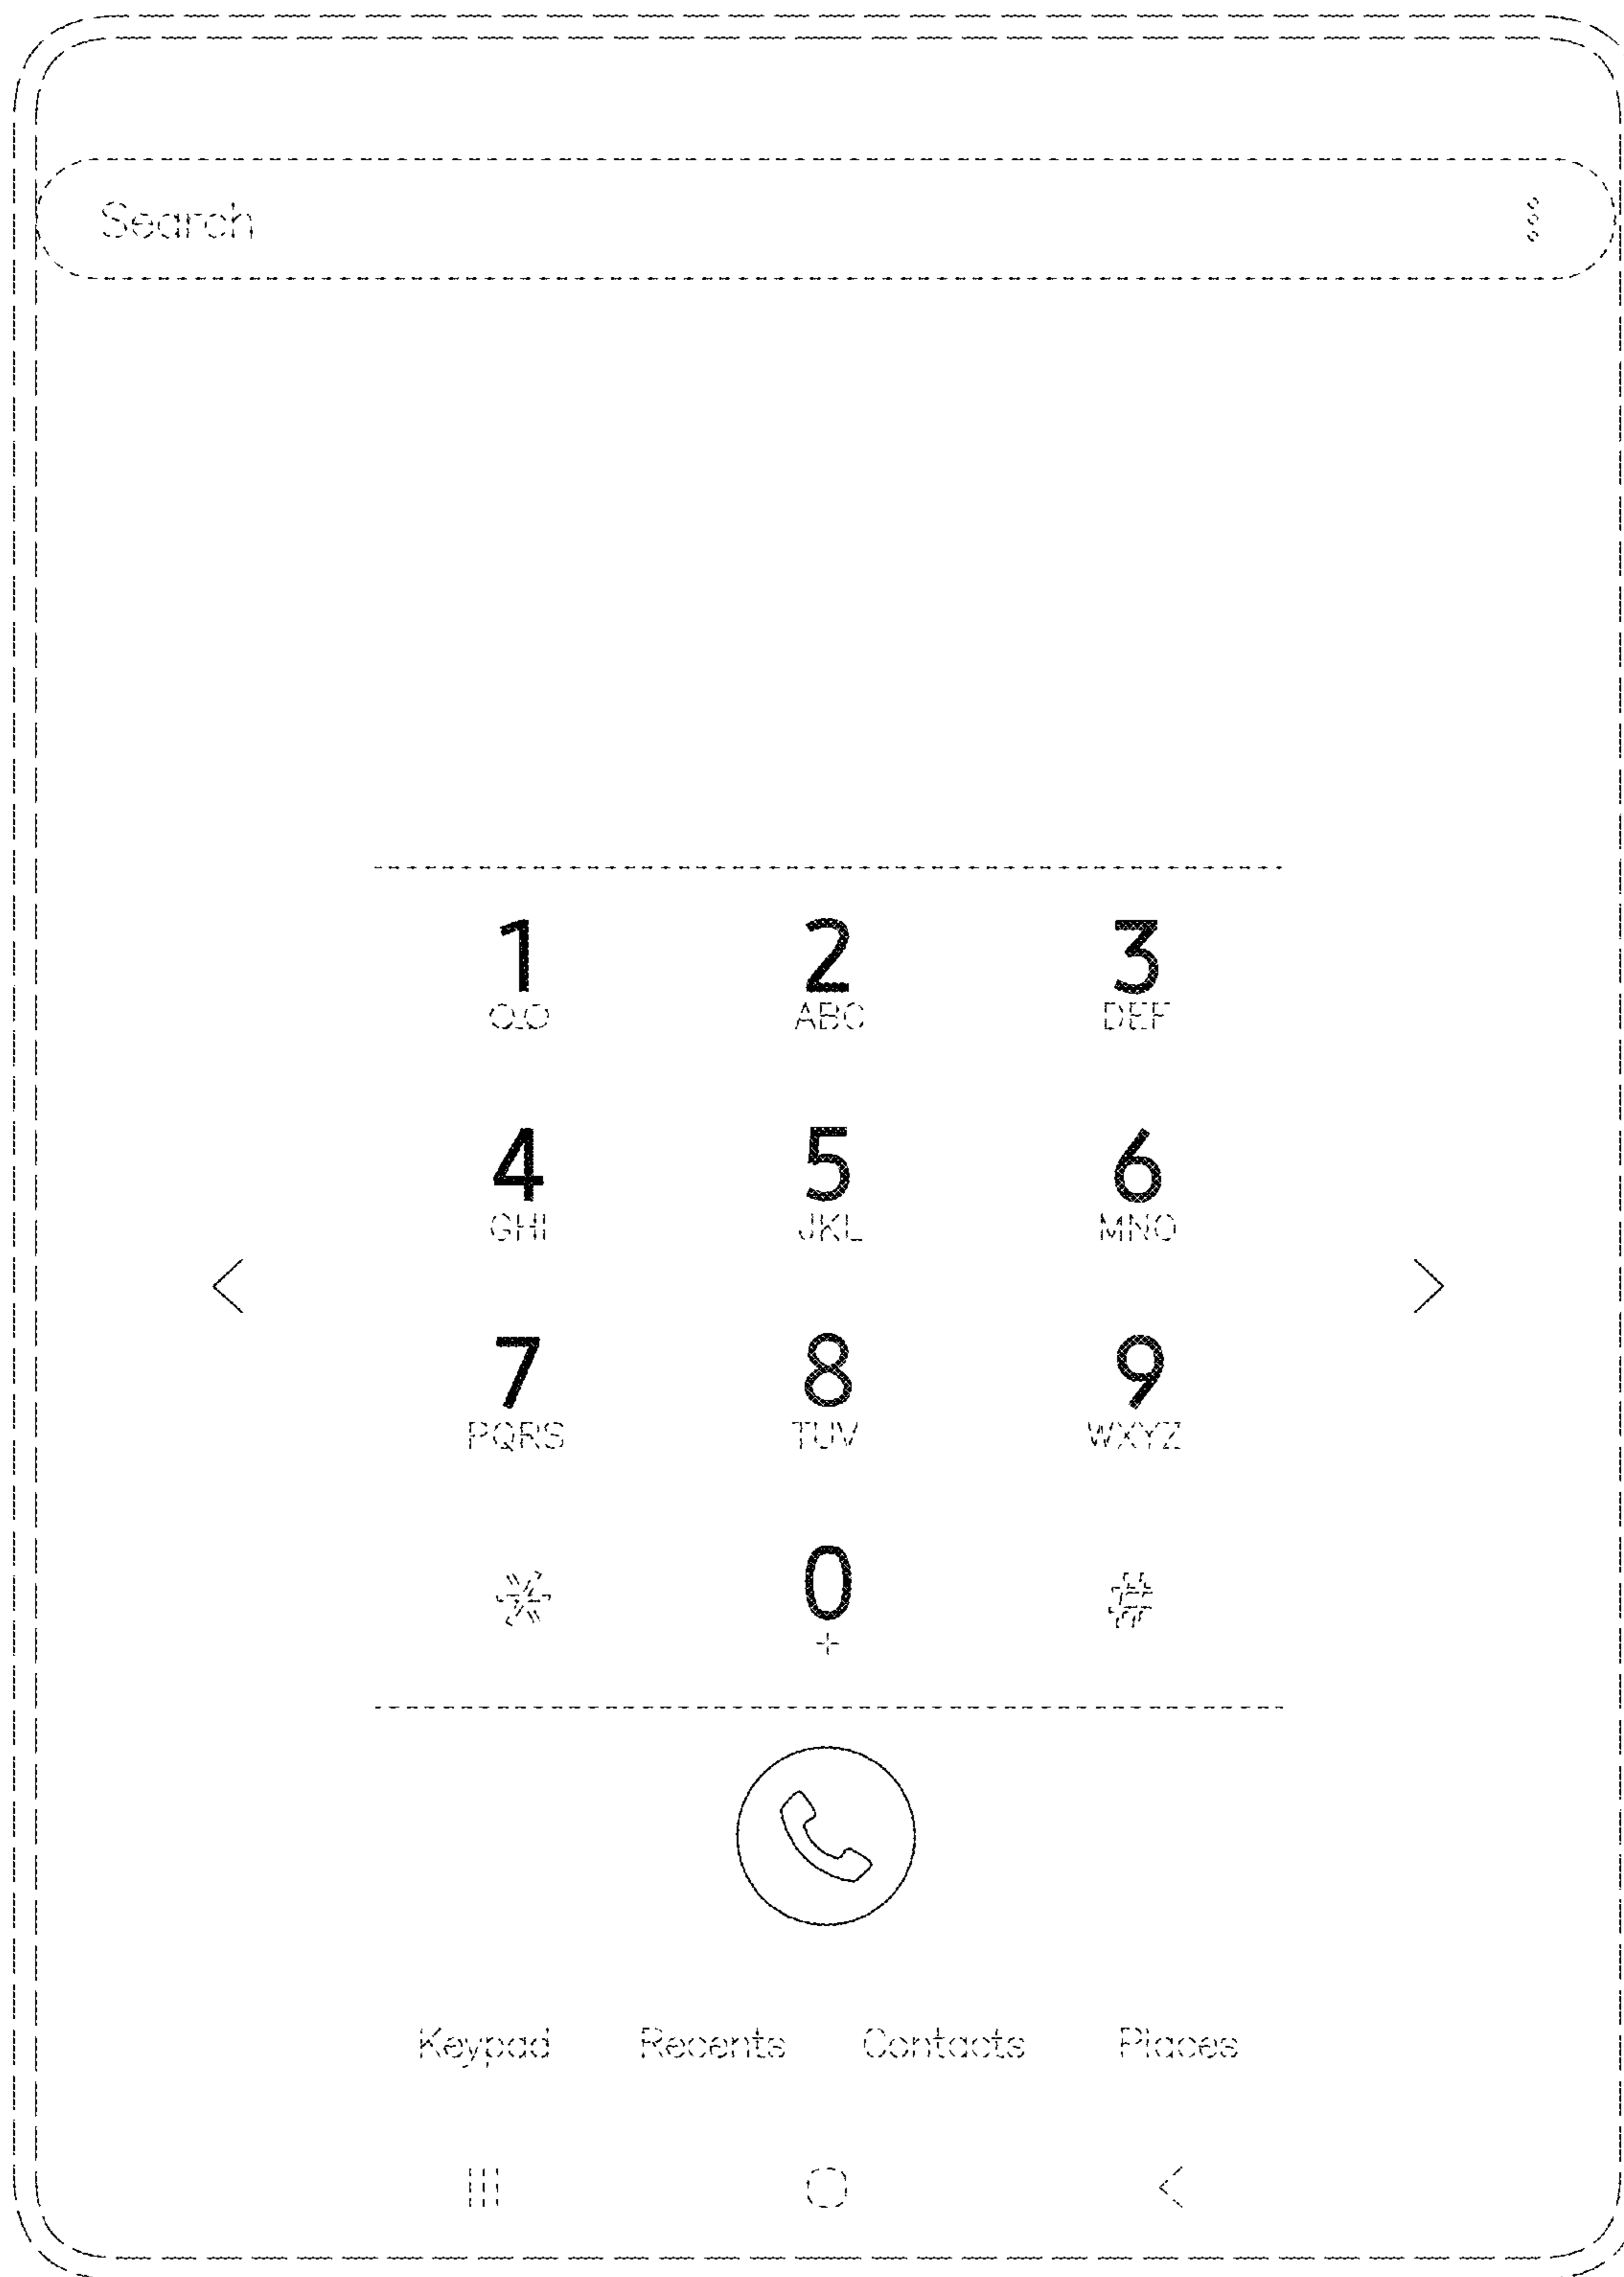 Search
1 2 3
ABC DEF
4 5 6
GHI JKL MNO
7 8 9
PQRS TUV WXYZ
* 0 #
+
Keypad Recents Contacts Places